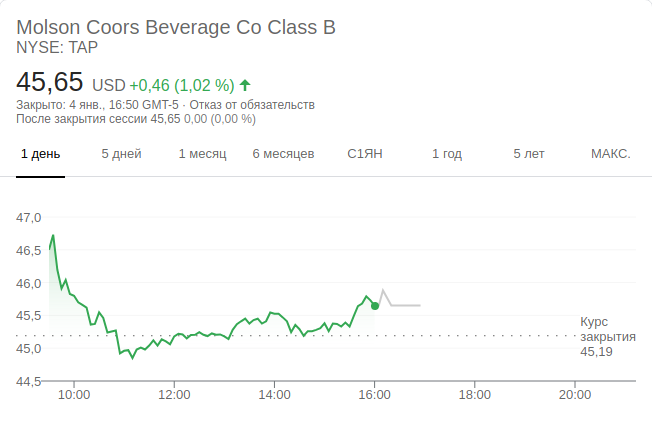 Molson Coors Beverage Co Class B
NYSE: TAP
45,65 USD +0,46 (1,02 %)
Закрыто: 4 янв., 16:50 GMT-5 · Отказ от обязательств
После закрытия сессии 45,65 0,00 (0,00 %)
1 день 5 дней 1 месяц 6 месяцев С1ЯН 1 год 5 лет МАКС.
47,0
46,5
46,0
45,5
45,0
44,5
Курс
закрытия
45,19
10:00 12:00 14:00 16:00 18:00 20:00